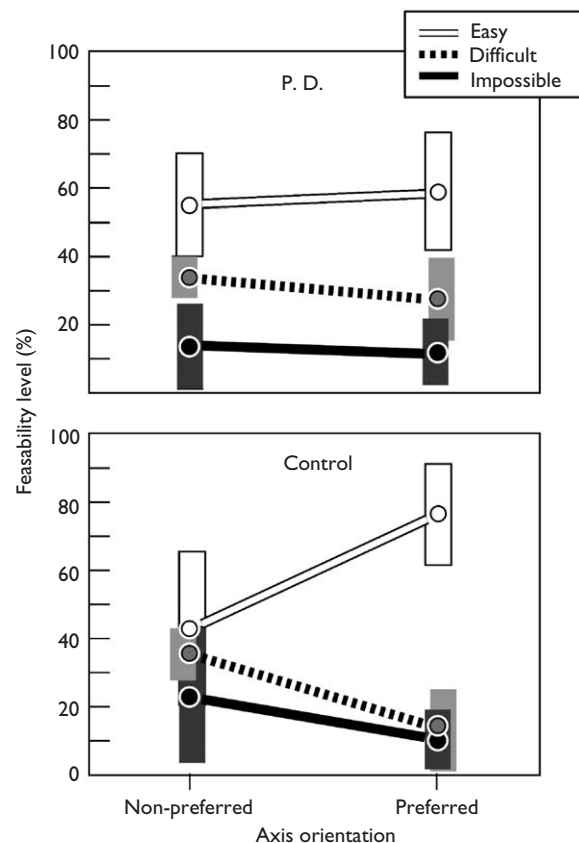 Easy
Difficult
Impossible
P. D.
100
80
60
40
20
Feasability level (%)
Control
100
80
60
40
20
0
Non-preferred
Preferred
Axis orientation